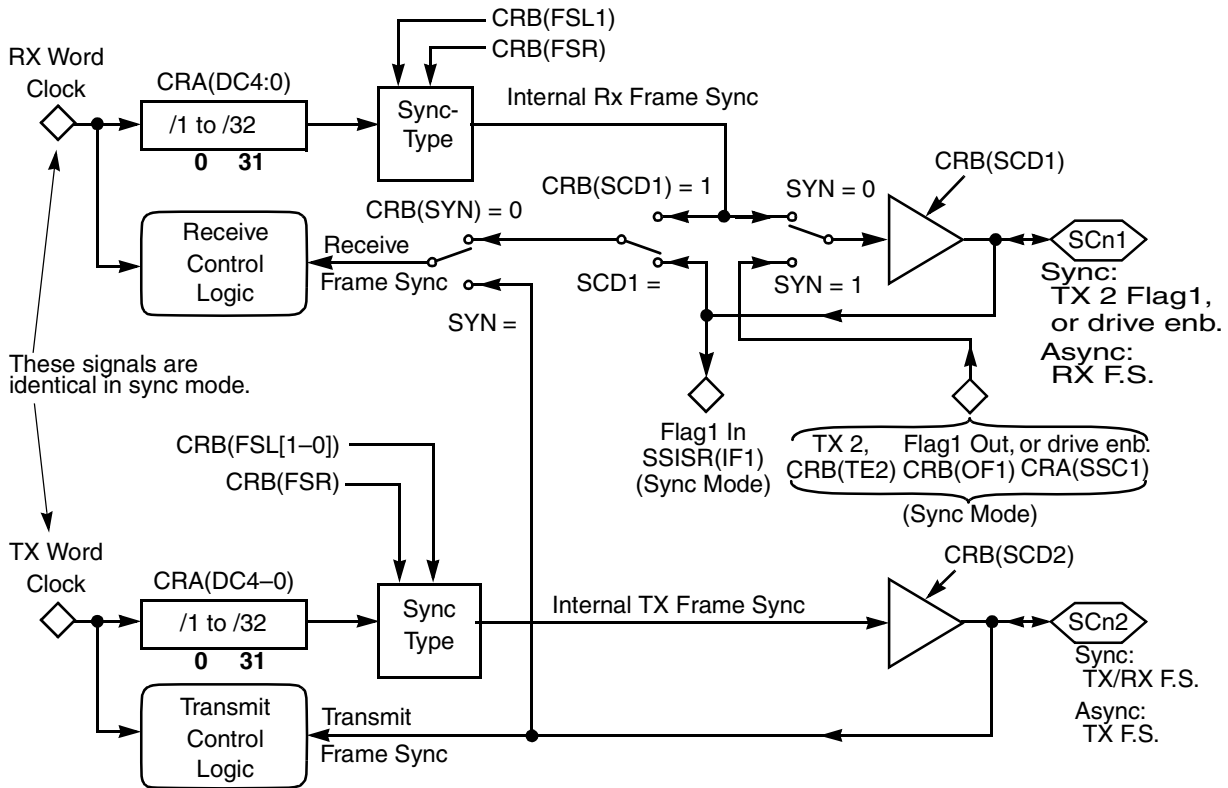 CRB(FSL1)
CRB(FSR)
RX Word
Clock
CRA(DC4:0)
/1 to /32
0 31
Sync-
Type
Internal Rx Frame Sync
CRB(SCD1)
CRB(SCD1) = 1
SYN = 0
CRB(SYN) = 0
Receive
Control
Logic
Receive
Frame Sync
SCD1 =
SYN = 1
SYN =
SCn1
Sync:
TX 2 Flag1,
or drive enb.
Async:
RX F.S.
These signals are
identical in sync mode.
Flag1 In
SSISR(IF1)
(Sync Mode)
TX 2, Flag1 Out, or drive enb.
CRB(TE2) CRB(OF1) CRA(SSC1)
(Sync Mode)
CRB(FSL[1–0])
CRB(FSR)
TX Word
Clock
CRA(DC4–0)
/1 to /32
0 31
Sync
Type
Internal TX Frame Sync
CRB(SCD2)
SCn2
Sync:
TX/RX F.S.
Async:
TX F.S.
Transmit
Control
Logic
Transmit
Frame Sync